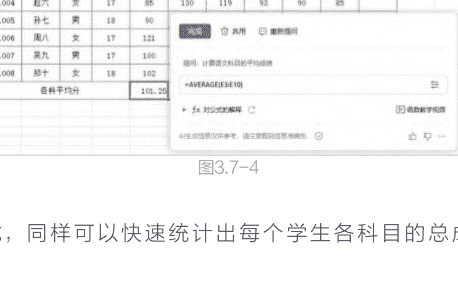 004 赵六 女 17 85 130 119 93 90 85
005 孙七 男 18 90
006 周八 女 17 121
007 吴九 男 17 100
008 郑十 女 18 102
各科平均分 101.25
完成 弃用 重新提问
提问：计算语文科目的平均成绩
=AVERAGE(E3:E10)
fx 对公式的解释
函数教学视频
AI生成信息仅供参考，请注意甄别信息准确性
图3.7-4
，同样可以快速统计出每个学生各科目的总